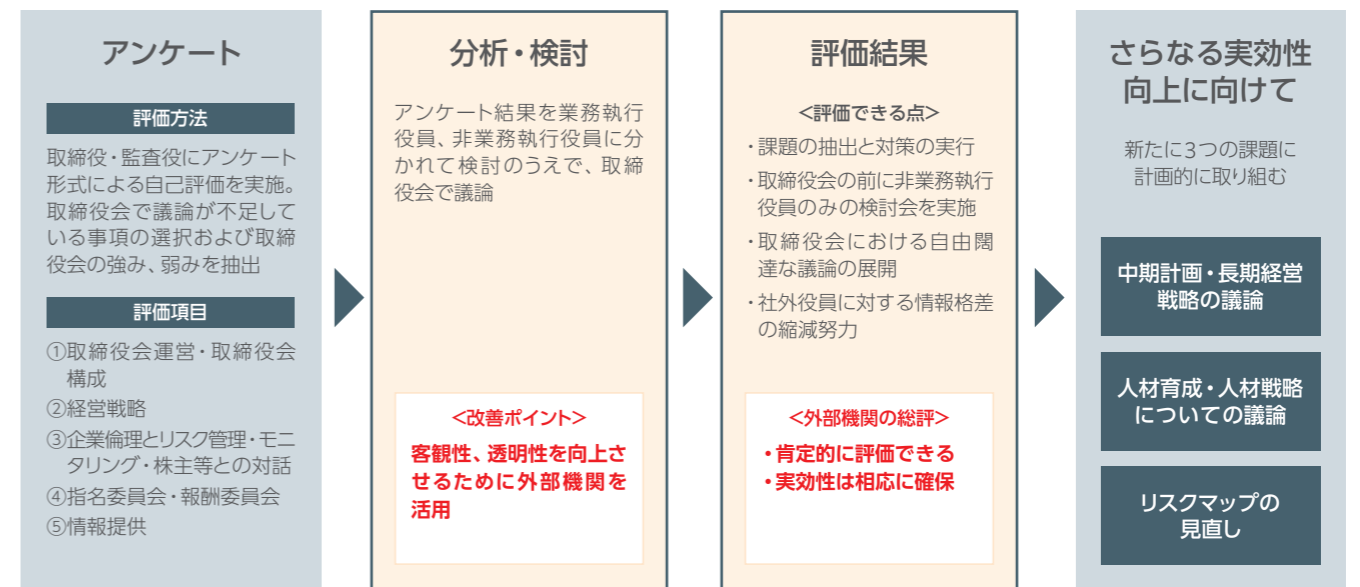 アンケート
評価方法
取締役・監査役にアンケート
形式による自己評価を実施。
取締役会で議論が不足して
いる事項の選択および取締
役会の強み、弱みを抽出
評価項目
①取締役会運営・取締役会
構成
②経営戦略
③企業倫理とリスク管理・モニ
タリング・株主等との対話
④指名委員会・報酬委員会
⑤情報提供
分析・検討
アンケート結果を業務執行
役員、非業務執行役員に分
かれて検討のうえで、取締
役会で議論
<改善ポイント>
客観性、透明性を向上さ
せるために外部機関を
活用
評価結果
<評価できる点>
・課題の抽出と対策の実行
・取締役会の前に非業務執行
役員のみの検討会を実施
・取締役会における自由闊
達な議論の展開
・社外役員に対する情報格差
の縮減努力
<外部機関の総評>
・肯定的に評価できる
・実効性は相応に確保
さらなる実効性
向上に向けて
新たに3つの課題に
計画的に取り組む
中期計画・長期経営
戦略の議論
人材育成・人材戦略
についての議論
リスクマップの
見直し